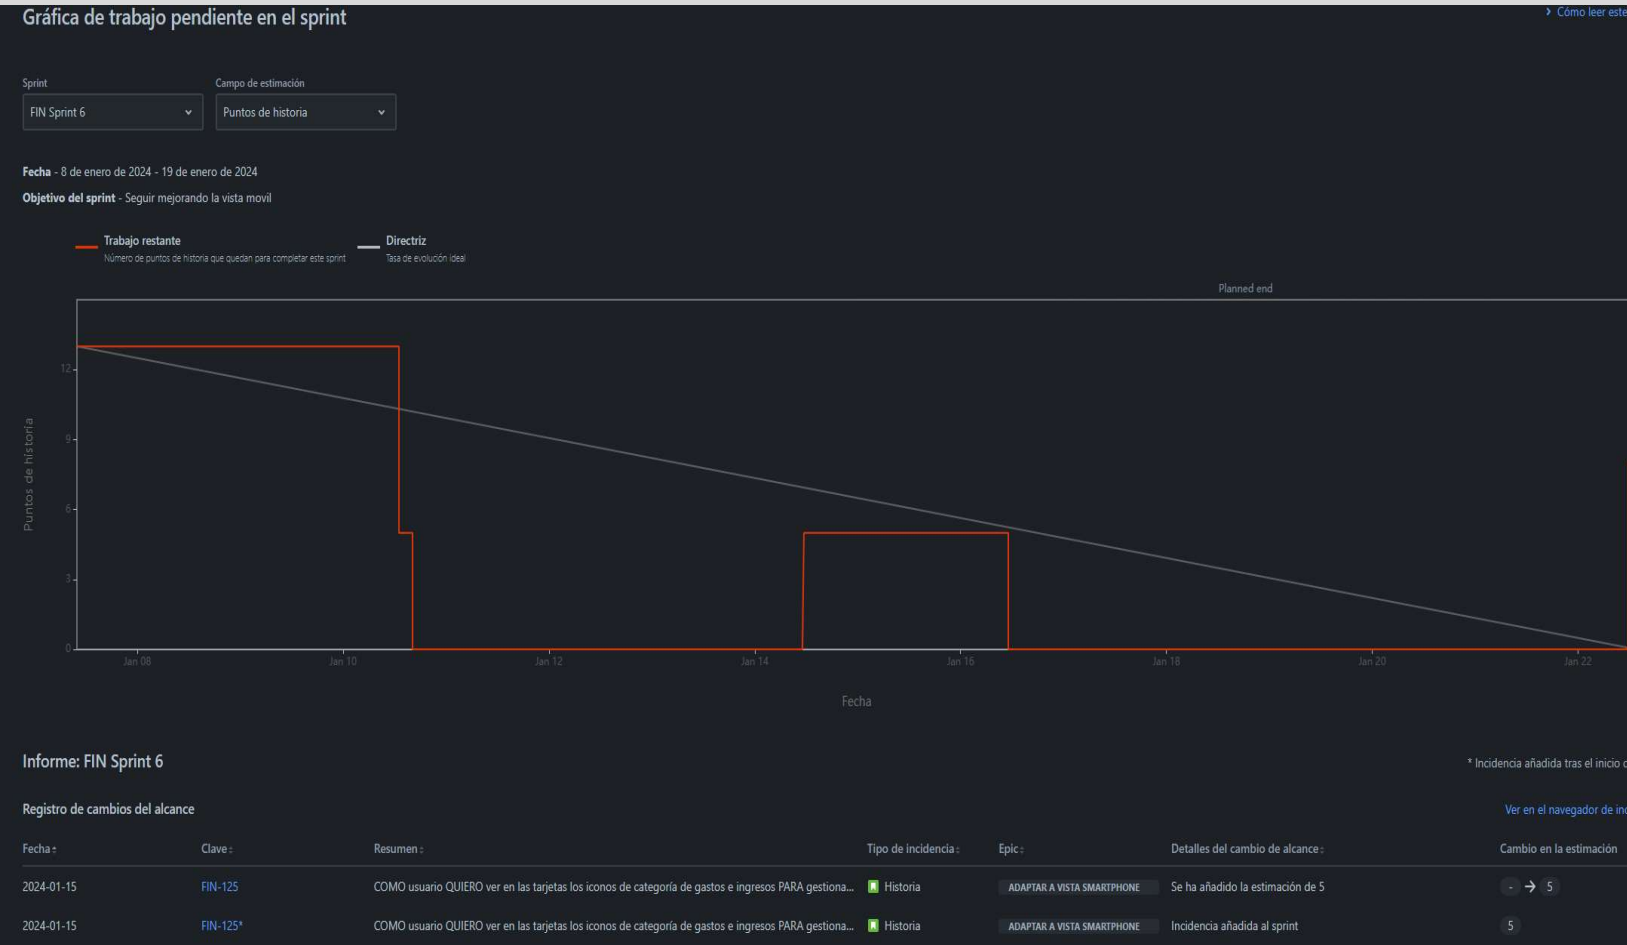 Gráfica de trabajo pendiente en el sprint
Cómo leer este
Sprint
Campo de estimación
FIN Sprint 6
Puntos de historia
Fecha - 8 de enero de 2024 - 19 de enero de 2024
Objetivo del sprint - Seguir mejorando la vista movil
Trabajo restante
Número de puntos de historia que quedan para completar este sprint
Directriz
Tasa de evolución ideal
Planned end
12
9
6
3
0
Puntos de historia
Jan 08 Jan 10 Jan 12 Jan 14 Jan 16 Jan 18 Jan 20 Jan 22
Fecha
Informe: FIN Sprint 6
* Incidencia añadida tras el inicio
Registro de cambios del alcance
Ver en el navegador de
Fecha Clave Resumen Tipo de incidencia Epic Detalles del cambio de alcance Cambio en la estimación
2024-01-15 FIN-125 COMO usuario QUIERO ver en las tarjetas los iconos de categoría de gastos e ingresos PARA gestiona... Historia ADAPTAR A VISTA SMARTPHONE Se ha añadido la estimación de 5 - → 5
2024-01-15 FIN-125* COMO usuario QUIERO ver en las tarjetas los iconos de categoría de gastos e ingresos PARA gestiona... Historia ADAPTAR A VISTA SMARTPHONE Incidencia añadida al sprint 5